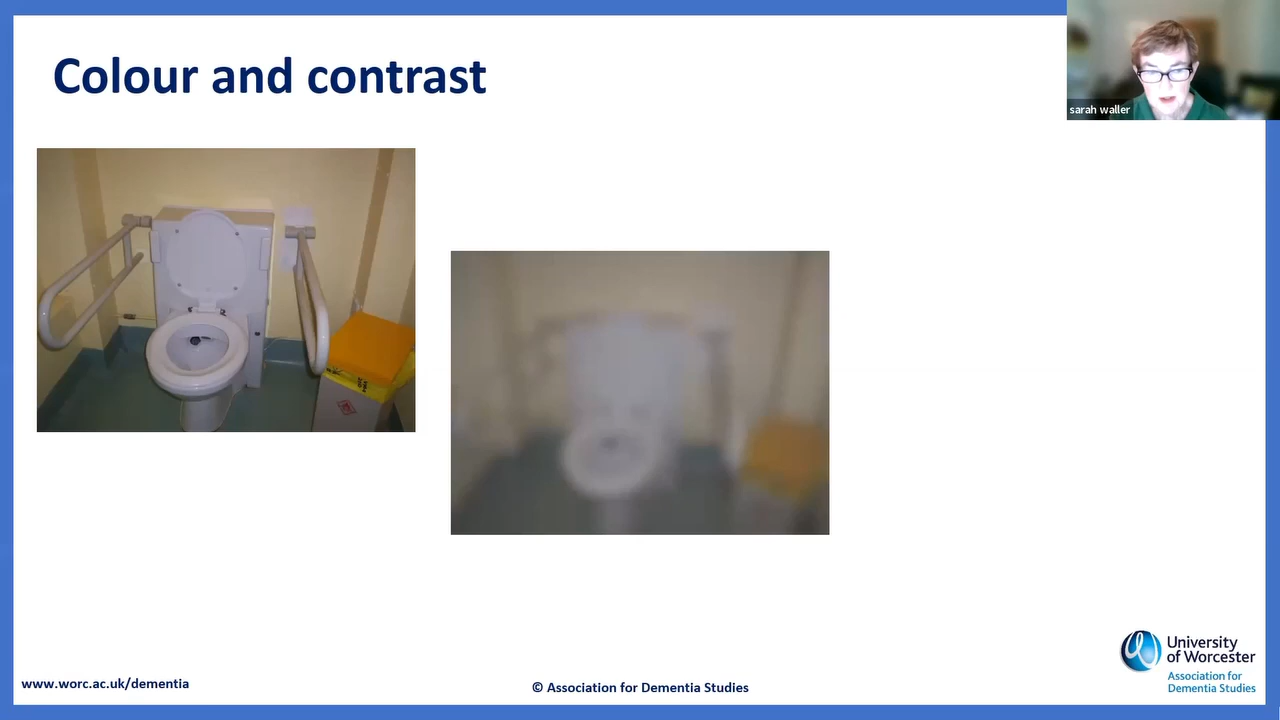 Colour and contrast
sarah waller
University
of Worcester
Association for
Dementia Studies
www.worc.ac.uk/dementia
© Association for Dementia Studies